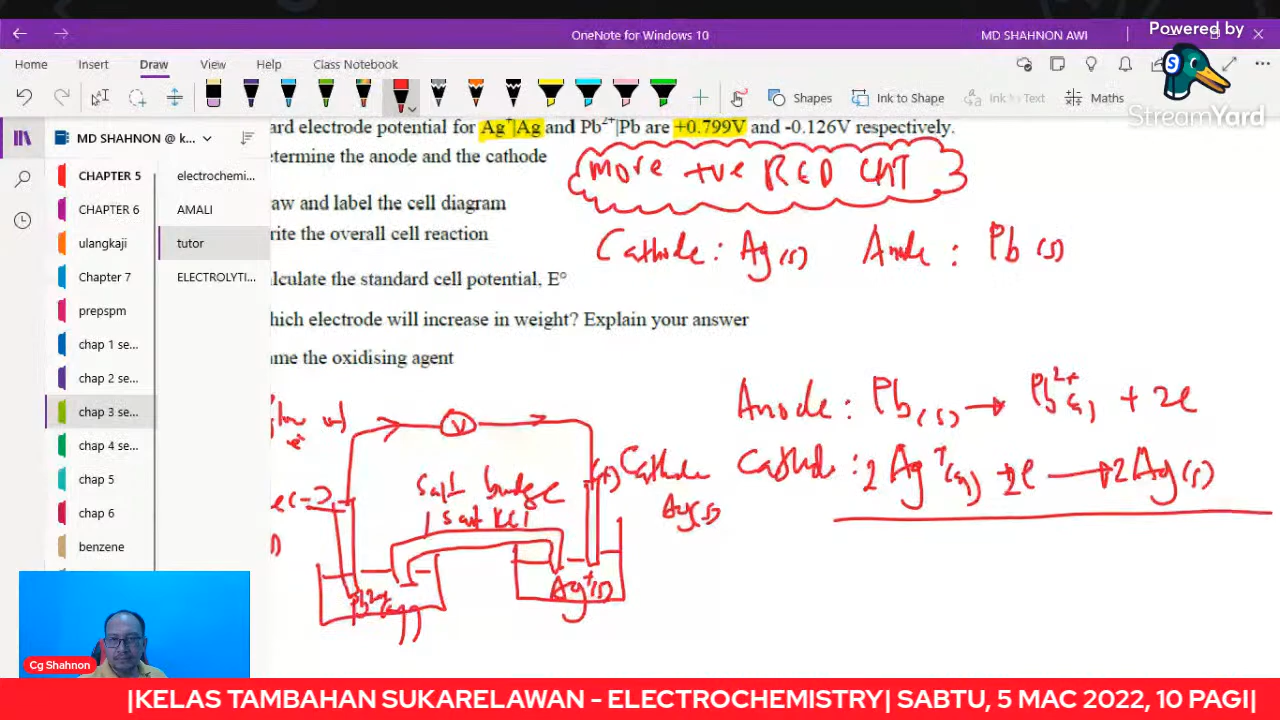 OneNote for Windows 10
MD SHAHNON AWI
Powered by
StreamYard
Home Insert Draw View Help Class Notebook
Shapes Ink to Shape Ink to Text Maths
MD SHAHNON @ k...
CHAPTER 5
CHAPTER 6
ulangkaji
Chapter 7
prepspm
chap 1 se...
chap 2 se...
chap 3 se...
chap 4 se...
chap 5
chap 6
benzene
electrochemi...
AMALI
tutor
ELECTROLYTI...
ard electrode potential for Ag⁺|Ag and Pb²⁺|Pb are +0.799V and -0.126V respectively.
etermine the anode and the cathode
raw and label the cell diagram
rite the overall cell reaction
alculate the standard cell potential, E°
hich electrode will increase in weight? Explain your answer
ame the oxidising agent
more +ve RED CAT
Cathode : Ag(s) Anode : Pb(s)
Anode : Pb(s) → Pb²⁺(aq) + 2e
Cathode : 2Ag⁺(aq) + 2e → 2Ag(s)
V
e
(+) Cathode
Ag(s)
salt bridge
sat KCl
Pb²⁺(aq)
Ag⁺(s)
Cg Shahnon
|KELAS TAMBAHAN SUKARELAWAN - ELECTROCHEMISTRY| SABTU, 5 MAC 2022, 10 PAGI|